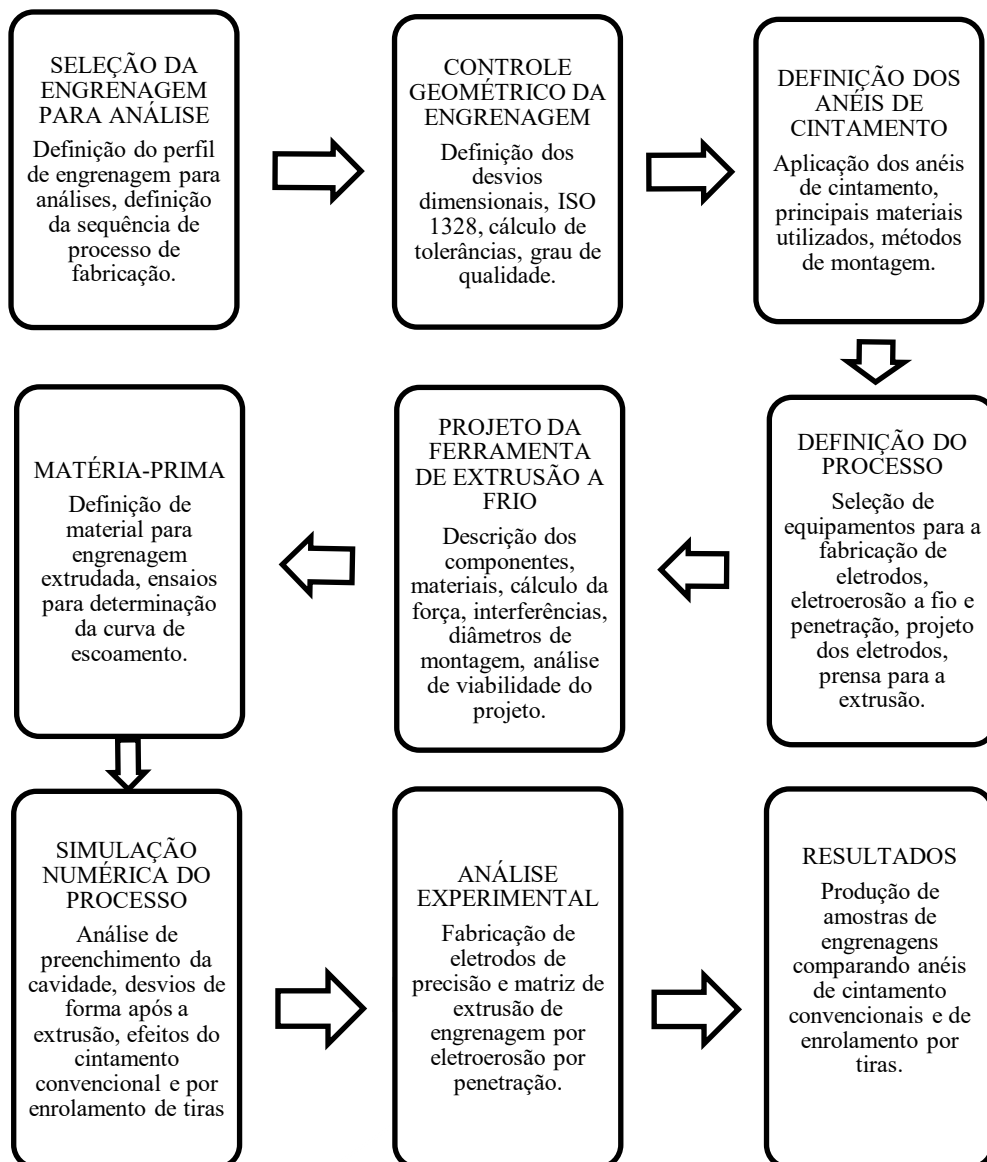 SELEÇÃO DA
ENGRENAGEM
PARA ANÁLISE
Definição do perfil
de engrenagem para
análises, definição
da sequência de
processo de
fabricação.
CONTROLE
GEOMÉTRICO DA
ENGRENAGEM
Definição dos
desvios
dimensionais, ISO
1328, cálculo de
tolerâncias, grau de
qualidade.
DEFINIÇÃO DOS
ANÉIS DE
CINTAMENTO
Aplicação dos anéis
de cintamento,
principais materiais
utilizados, métodos
de montagem.
DEFINIÇÃO DO
PROCESSO
Seleção de
equipamentos para a
fabricação de
eletrodos,
eletroerosão a fio e
penetração, projeto
dos eletrodos,
prensa para a
extrusão.
PROJETO DA
FERRAMENTA
DE EXTRUSÃO A
FRIO
Descrição dos
componentes,
materiais, cálculo da
força, interferências,
diâmetros de
montagem, análise
de viabilidade do
projeto.
MATÉRIA-PRIMA
Definição de
material para
engrenagem
extrudada, ensaios
para determinação
da curva de
escoamento.
SIMULAÇÃO
NUMÉRICA DO
PROCESSO
Análise de
preenchimento da
cavidade, desvios de
forma após a
extrusão, efeitos do
cintamento
convencional e por
enrolamento de tiras
ANÁLISE
EXPERIMENTAL
Fabricação de
eletrodos de
precisão e matriz de
extrusão de
engrenagem por
eletroerosão por
penetração.
RESULTADOS
Produção de
amostras de
engrenagens
comparando anéis
de cintamento
convencionais e de
enrolamento por
tiras.